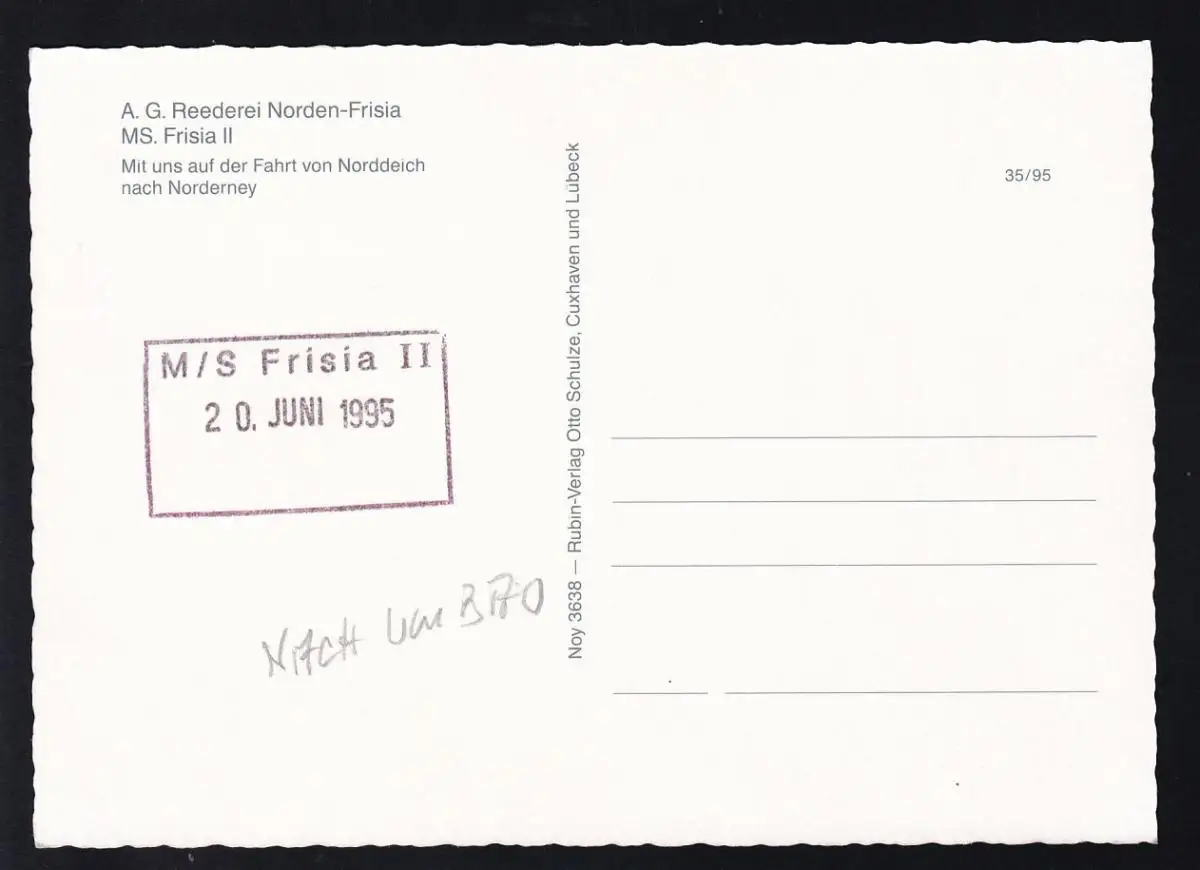 A. G. Reederei Norden-Frisia
MS. Frisia II
Mit uns auf der Fahrt von Norddeich
nach Norderney
M/S Frisia II
20. JUNI 1995
NACH
Noy 3638 — Rubin-Verlag Otto Schulze, Cuxhaven und Lübeck
35/95